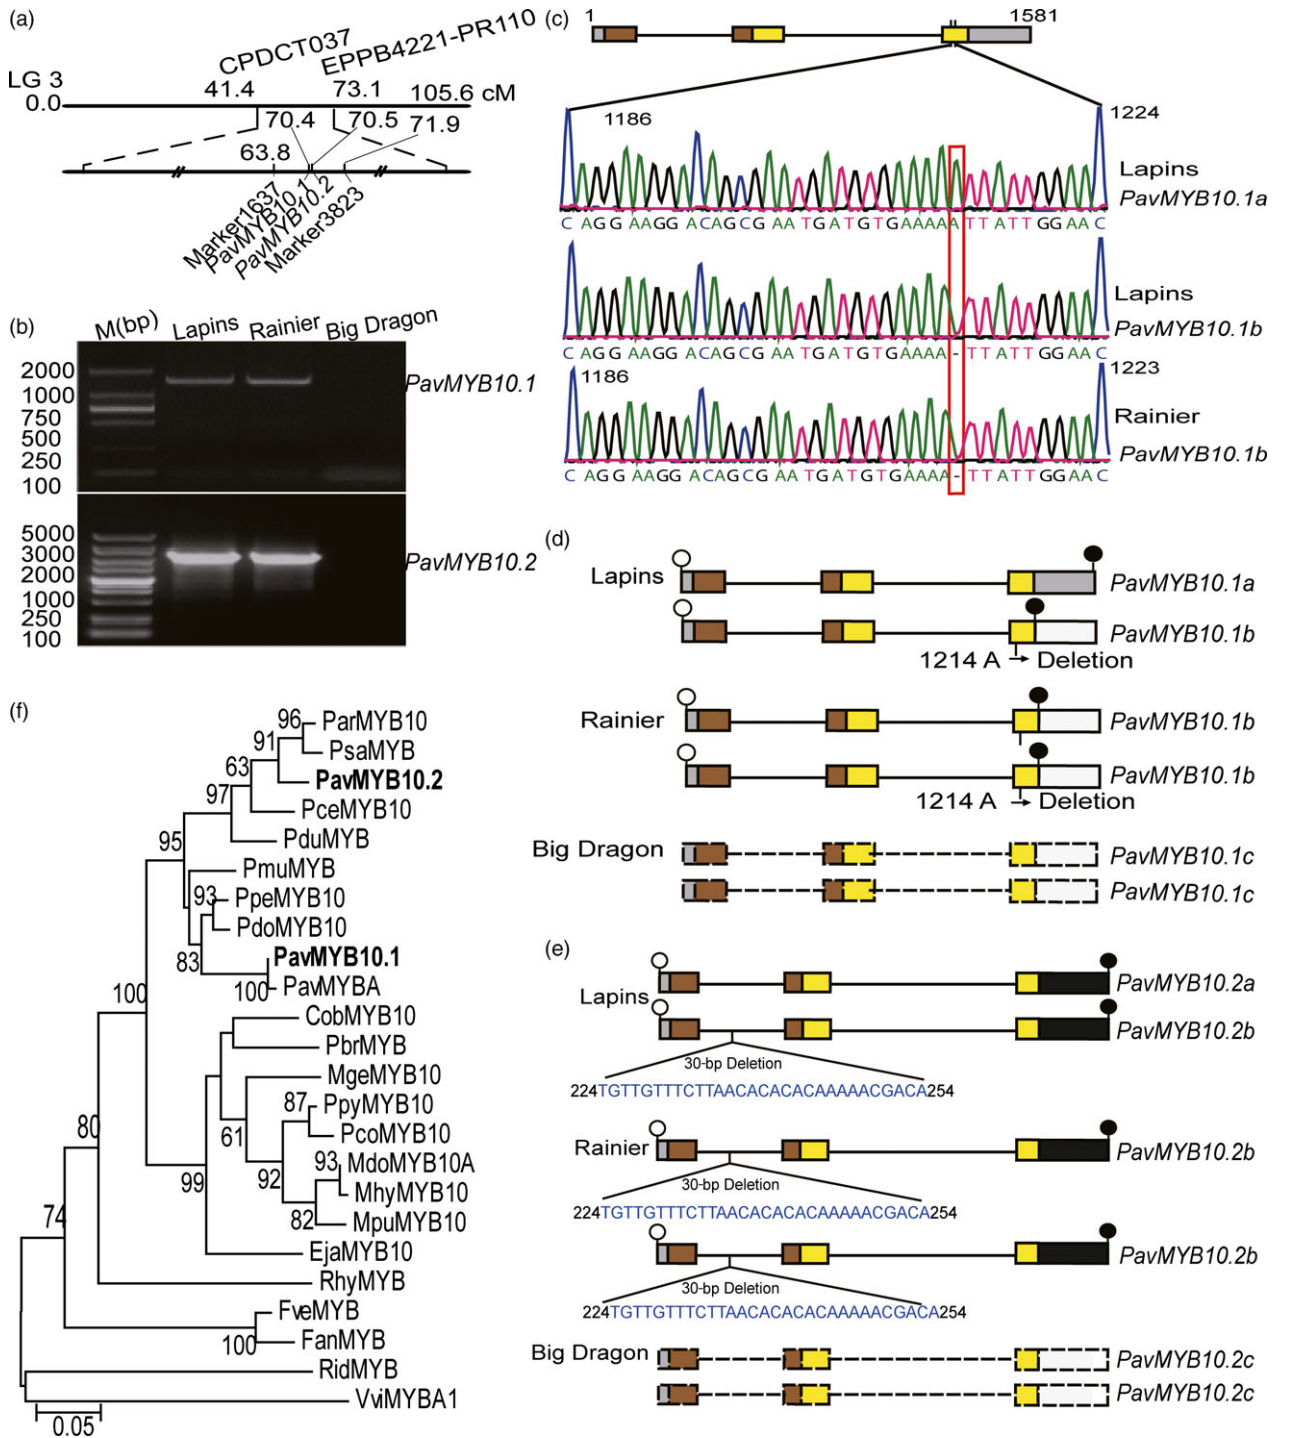 (a)
CPDCT037
EPPB4221-PR110
LG 3
0.0
41.4
73.1
105.6 cM
70.4
70.5
71.9
63.8
Marker1637
PavMYB10.1
PavMYB10.2
Marker3823
(b)
M(bp)
Lapins
Rainier
Big Dragon
2000
1000
750
500
250
100
PavMYB10.1
5000
3000
2000
1000
250
100
PavMYB10.2
(c)
1
1581
1186
1224
Lapins
PavMYB10.1a
C AGG AAGG ACAGCG AA TGATGTGAAAAATTATTGGAAC
Lapins
PavMYB10.1b
C AGG AAGG ACAGCG AA TGATGTGAAAA-TTATTGGAAC
1186
1223
Rainier
PavMYB10.1b
C AGG AAGG ACAGCG AA TGATGTGAAAA-TTATTGGAAC
(d)
Lapins
PavMYB10.1a
PavMYB10.1b
1214 A → Deletion
Rainier
PavMYB10.1b
PavMYB10.1b
1214 A → Deletion
Big Dragon
PavMYB10.1c
PavMYB10.1c
(e)
Lapins
PavMYB10.2a
PavMYB10.2b
30-bp Deletion
224TGTTGTTTCTTAACACACACAAAAACGACA254
Rainier
PavMYB10.2b
30-bp Deletion
224TGTTGTTTCTTAACACACACAAAAACGACA254
PavMYB10.2b
30-bp Deletion
224TGTTGTTTCTTAACACACACAAAAACGACA254
Big Dragon
PavMYB10.2c
PavMYB10.2c
(f)
96
ParMYB10
91
PsaMYB
63
PavMYB10.2
97
PceMYB10
95
PduMYB
PmuMYB
93
PpeMYB10
PdoMYB10
83
PavMYB10.1
100
PavMYBA
100
CobMYB10
PbrMYB
MgeMYB10
87
PpyMYB10
61
PcoMYB10
80
93
MdoMYB10A
92
MhyMYB10
99
82
MpuMYB10
74
EjaMYB10
RhyMYB
FveMYB
100
FanMYB
RidMYB
VviMYBA1
0.05